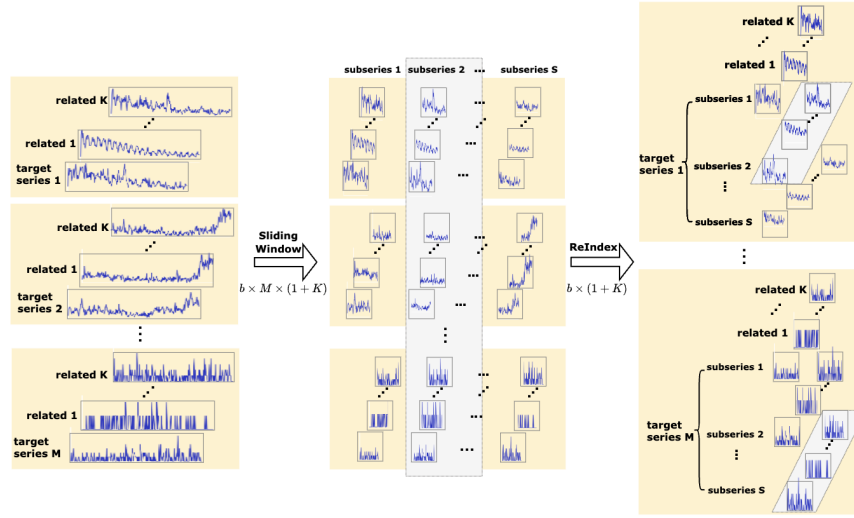 related K
related 1
target
series 1
related K
related 1
target
series 2
related K
related 1
target
series M
Sliding
Window
b × M × (1 + K)
subseries 1
subseries 2
...
subseries S
ReIndex
b × (1 + K)
related K
related 1
subseries 1
target
series 1
subseries 2
subseries S
related K
related 1
subseries 1
target
series M
subseries 2
subseries S